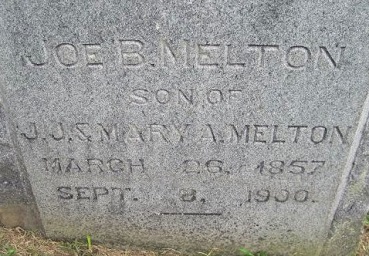 JOE B. MELTON
SON OF
J. J. & MARY A. MELTON
MARCH 26, 1857
SEPT. 8, 1900.